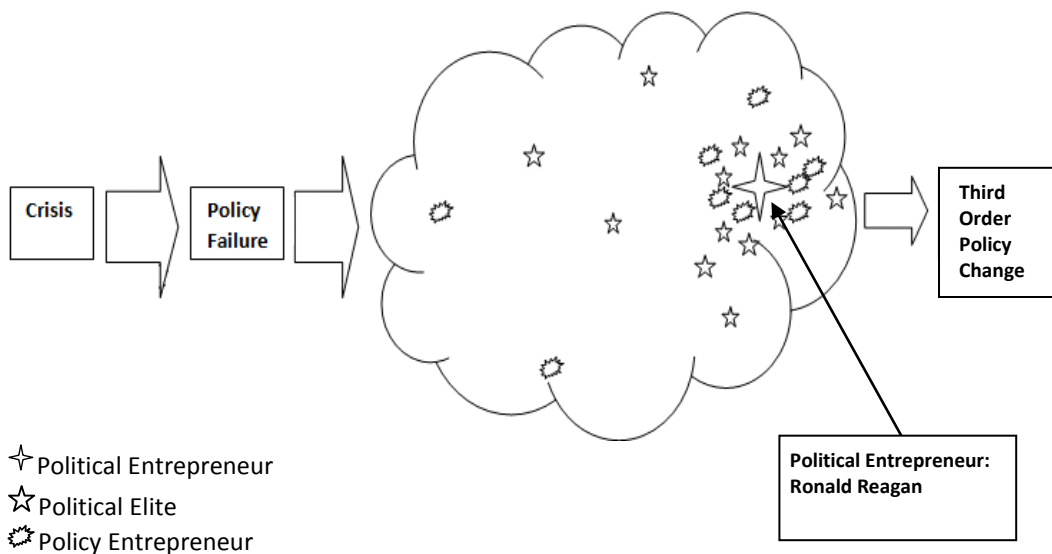 Crisis
Policy
Failure
Third
Order
Policy
Change
Political Entrepreneur:
Ronald Reagan
Political Entrepreneur
Political Elite
Policy Entrepreneur